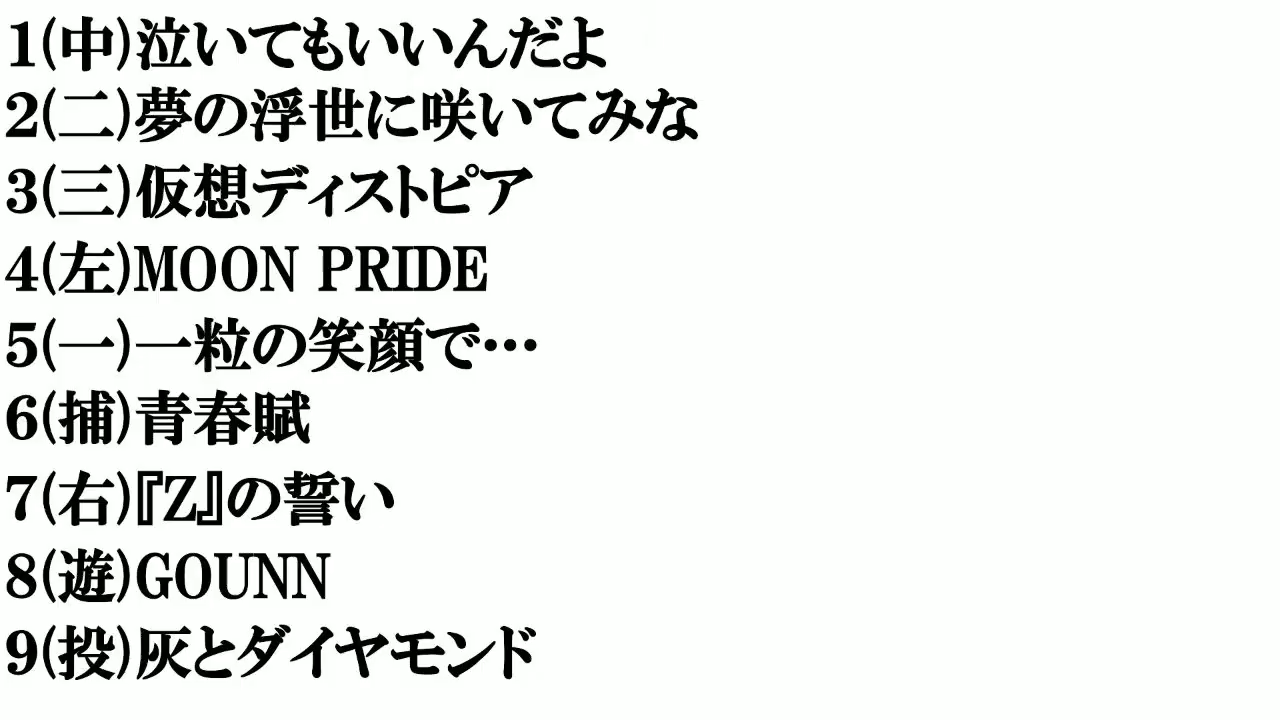 1(中)泣いてもいいんだよ
2(二)夢の浮世に咲いてみな
3(三)仮想ディストピア
4(左)MOON PRIDE
5(一)一粒の笑顔で…
6(捕)青春賦
7(右)『Z』の誓い
8(遊)GOUNN
9(投)灰とダイヤモンド